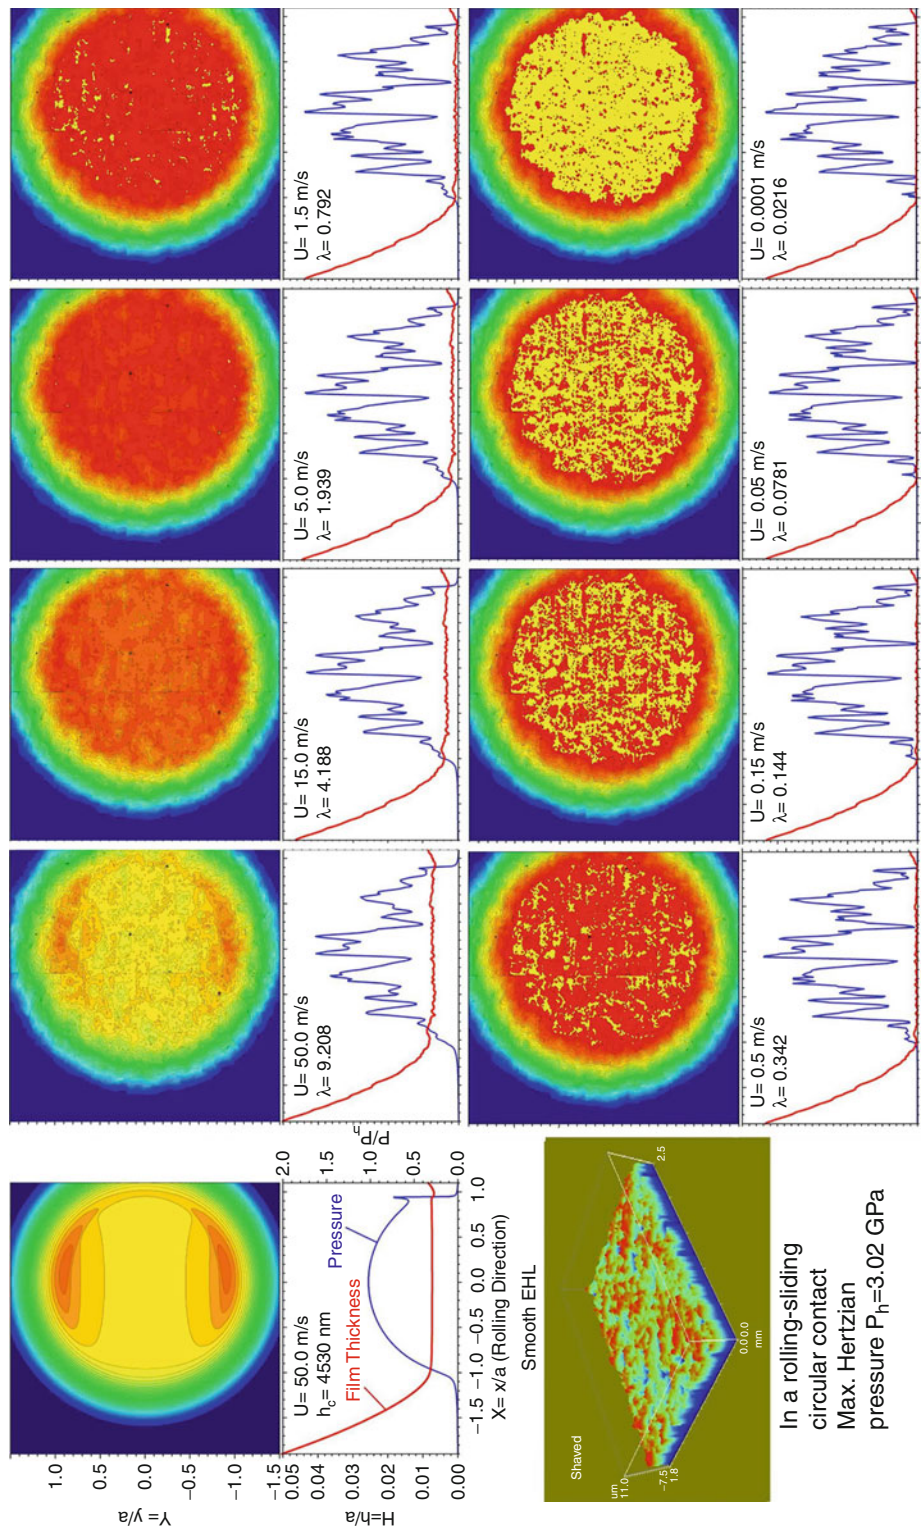 Y= y/a
1.0
0.5
0.0
-0.5
-1.0
-1.5
H=h/a
0.05
0.04
0.03
0.02
0.01
0.00
U= 50.0 m/s
h_c= 4530 nm
Film Thickness
Pressure
−1.5 −1.0 −0.5 0.0 0.5 1.0
X= x/a (Rolling Direction)
Smooth EHL
P/P_h
2.0
1.5
1.0
0.5
0.0
U= 50.0 m/s
λ= 9.208
U= 15.0 m/s
λ= 4.188
U= 5.0 m/s
λ= 1.939
U= 1.5 m/s
λ= 0.792
Shaved
um
11.0
−7.5
1.8
0.0 0.0
mm
2.5
U= 0.5 m/s
λ= 0.342
U= 0.15 m/s
λ= 0.144
U= 0.05 m/s
λ= 0.0781
U= 0.0001 m/s
λ= 0.0216
In a rolling-sliding
circular contact
Max. Hertzian
pressure P_h=3.02 GPa